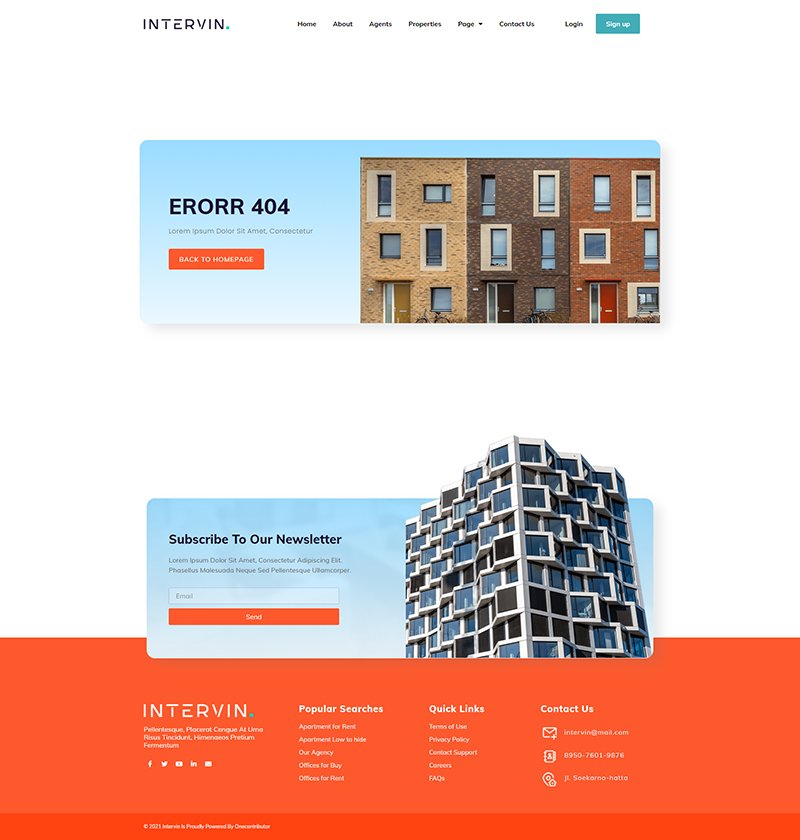 INTERVIN.
Home About Agents Properties Page Contact Us Login Sign up
ERORR 404
Lorem Ipsum Dolor Sit Amet, Consectetur
BACK TO HOMEPAGE
Subscribe To Our Newsletter
Lorem Ipsum Dolor Sit Amet, Consectetur Adipiscing Elit.
Phasellus Malesuada Neque Sed Pellentesque Ullamcorper.
Email
Send
INTERVIN.
Pellentesque, Placerat Congue At Urna
Risus Tincidunt, Himenaeos Pretium
Fermentum
Popular Searches
Apartment for Rent
Apartment Low to hide
Our Agency
Offices for Buy
Offices for Rent
Quick Links
Terms of Use
Privacy Policy
Contact Support
Careers
FAQs
Contact Us
intervin@mail.com
8950-7601-9876
Jl. Soekarno-hatta
© 2021 Intervin Is Proudly Powered By Onecontributor